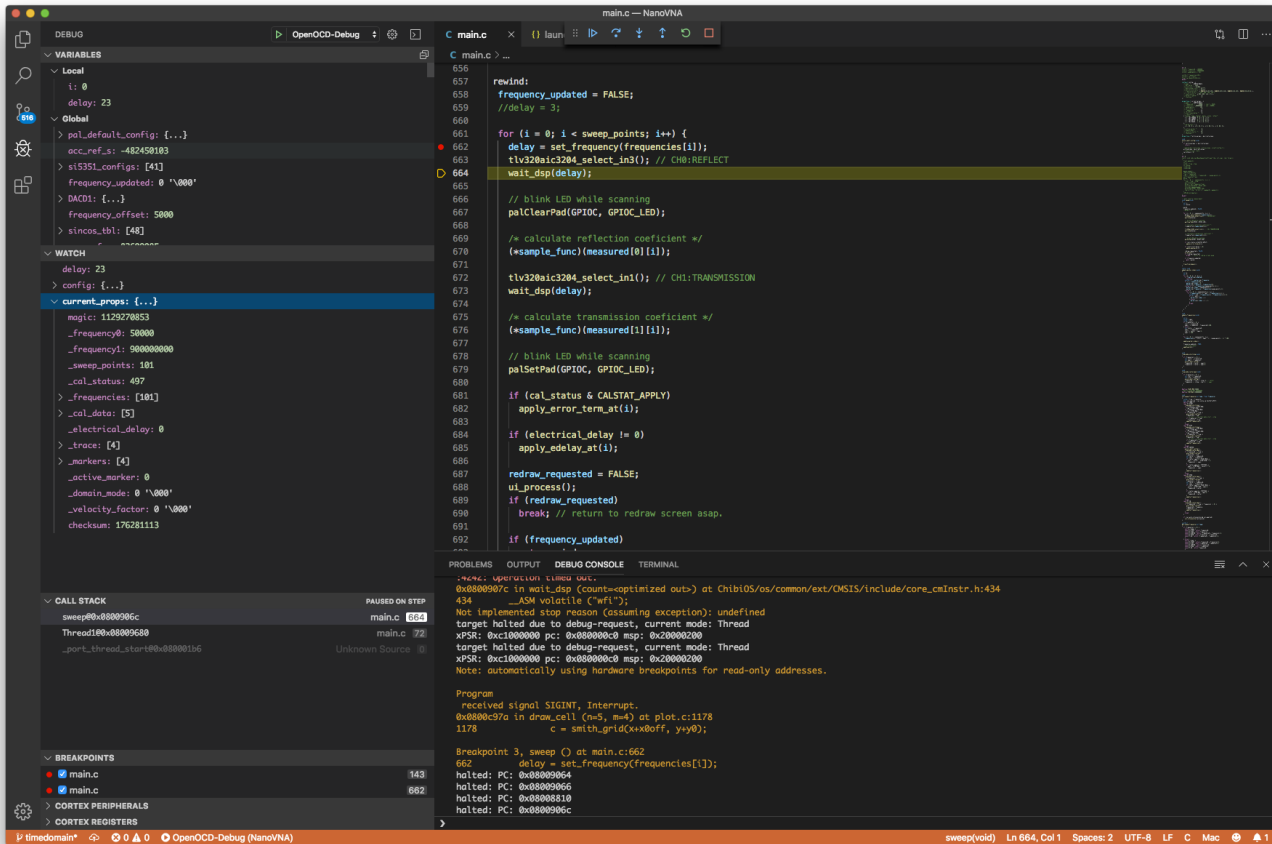 main.c — NanoVNA
DEBUG
OpenOCD-Debug
C main.c
{} laun
C main.c > ...
VARIABLES
Local
i: 0
delay: 23
Global
pal_default_config: {...}
acc_ref_s: -482450103
si5351_configs: [41]
frequency_updated: 0 '\000'
DACD1: {...}
frequency_offset: 5000
sincos_tbl: [48]
516
WATCH
delay: 23
config: {...}
current_props: {...}
magic: 1129270853
_frequency0: 50000
_frequency1: 900000000
_sweep_points: 101
_cal_status: 497
_frequencies: [101]
_cal_data: [5]
_electrical_delay: 0
_trace: [4]
_markers: [4]
_active_marker: 0
_domain_mode: 0 '\000'
_velocity_factor: 0 '\000'
checksum: 176281113
CALL STACK PAUSED ON STEP
sweep@0x0800906c main.c 664
Thread1@0x08009680 main.c 72
_port_thread_start@0x080001b6 Unknown Source 0
BREAKPOINTS
main.c 143
main.c 662
CORTEX PERIPHERALS
CORTEX REGISTERS
656
657 rewind:
658 frequency_updated = FALSE;
659 //delay = 3;
660
661 for (i = 0; i < sweep_points; i++) {
662 delay = set_frequency(frequencies[i]);
663 tlv320aic3204_select_in3(); // CH0:REFLECT
664 wait_dsp(delay);
665
666 // blink LED while scanning
667 palClearPad(GPIOC, GPIOC_LED);
668
669 /* calculate reflection coeficient */
670 (*sample_func)(measured[0][i]);
671
672 tlv320aic3204_select_in1(); // CH1:TRANSMISSION
673 wait_dsp(delay);
674
675 /* calculate transmission coeficient */
676 (*sample_func)(measured[1][i]);
677
678 // blink LED while scanning
679 palSetPad(GPIOC, GPIOC_LED);
680
681 if (cal_status & CALSTAT_APPLY)
682 apply_error_term_at(i);
683
684 if (electrical_delay != 0)
685 apply_edelay_at(i);
686
687 redraw_requested = FALSE;
688 ui_process();
689 if (redraw_requested)
690 break; // return to redraw screen asap.
691
692 if (frequency_updated)
PROBLEMS OUTPUT DEBUG CONSOLE TERMINAL
:4242: Operation timed out.
0x0800907c in wait_dsp (count=<optimized out>) at ChibiOS/os/common/ext/CMSIS/include/core_cmInstr.h:434
434 __ASM volatile ("wfi");
Not implemented stop reason (assuming exception): undefined
target halted due to debug-request, current mode: Thread
xPSR: 0xc1000000 pc: 0x080000c0 msp: 0x20000200
target halted due to debug-request, current mode: Thread
xPSR: 0xc1000000 pc: 0x080000c0 msp: 0x20000200
Note: automatically using hardware breakpoints for read-only addresses.
Program
received signal SIGINT, Interrupt.
0x0800c97a in draw_cell (n=5, m=4) at plot.c:1178
1178 c = smith_grid(x+x0off, y+y0);
Breakpoint 3, sweep () at main.c:662
662 delay = set_frequency(frequencies[i]);
halted: PC: 0x08009064
halted: PC: 0x08009066
halted: PC: 0x08008810
halted: PC: 0x0800906c
timedomain* 0 0 OpenOCD-Debug (NanoVNA) sweep(void) Ln 664, Col 1 Spaces: 2 UTF-8 LF C Mac 1